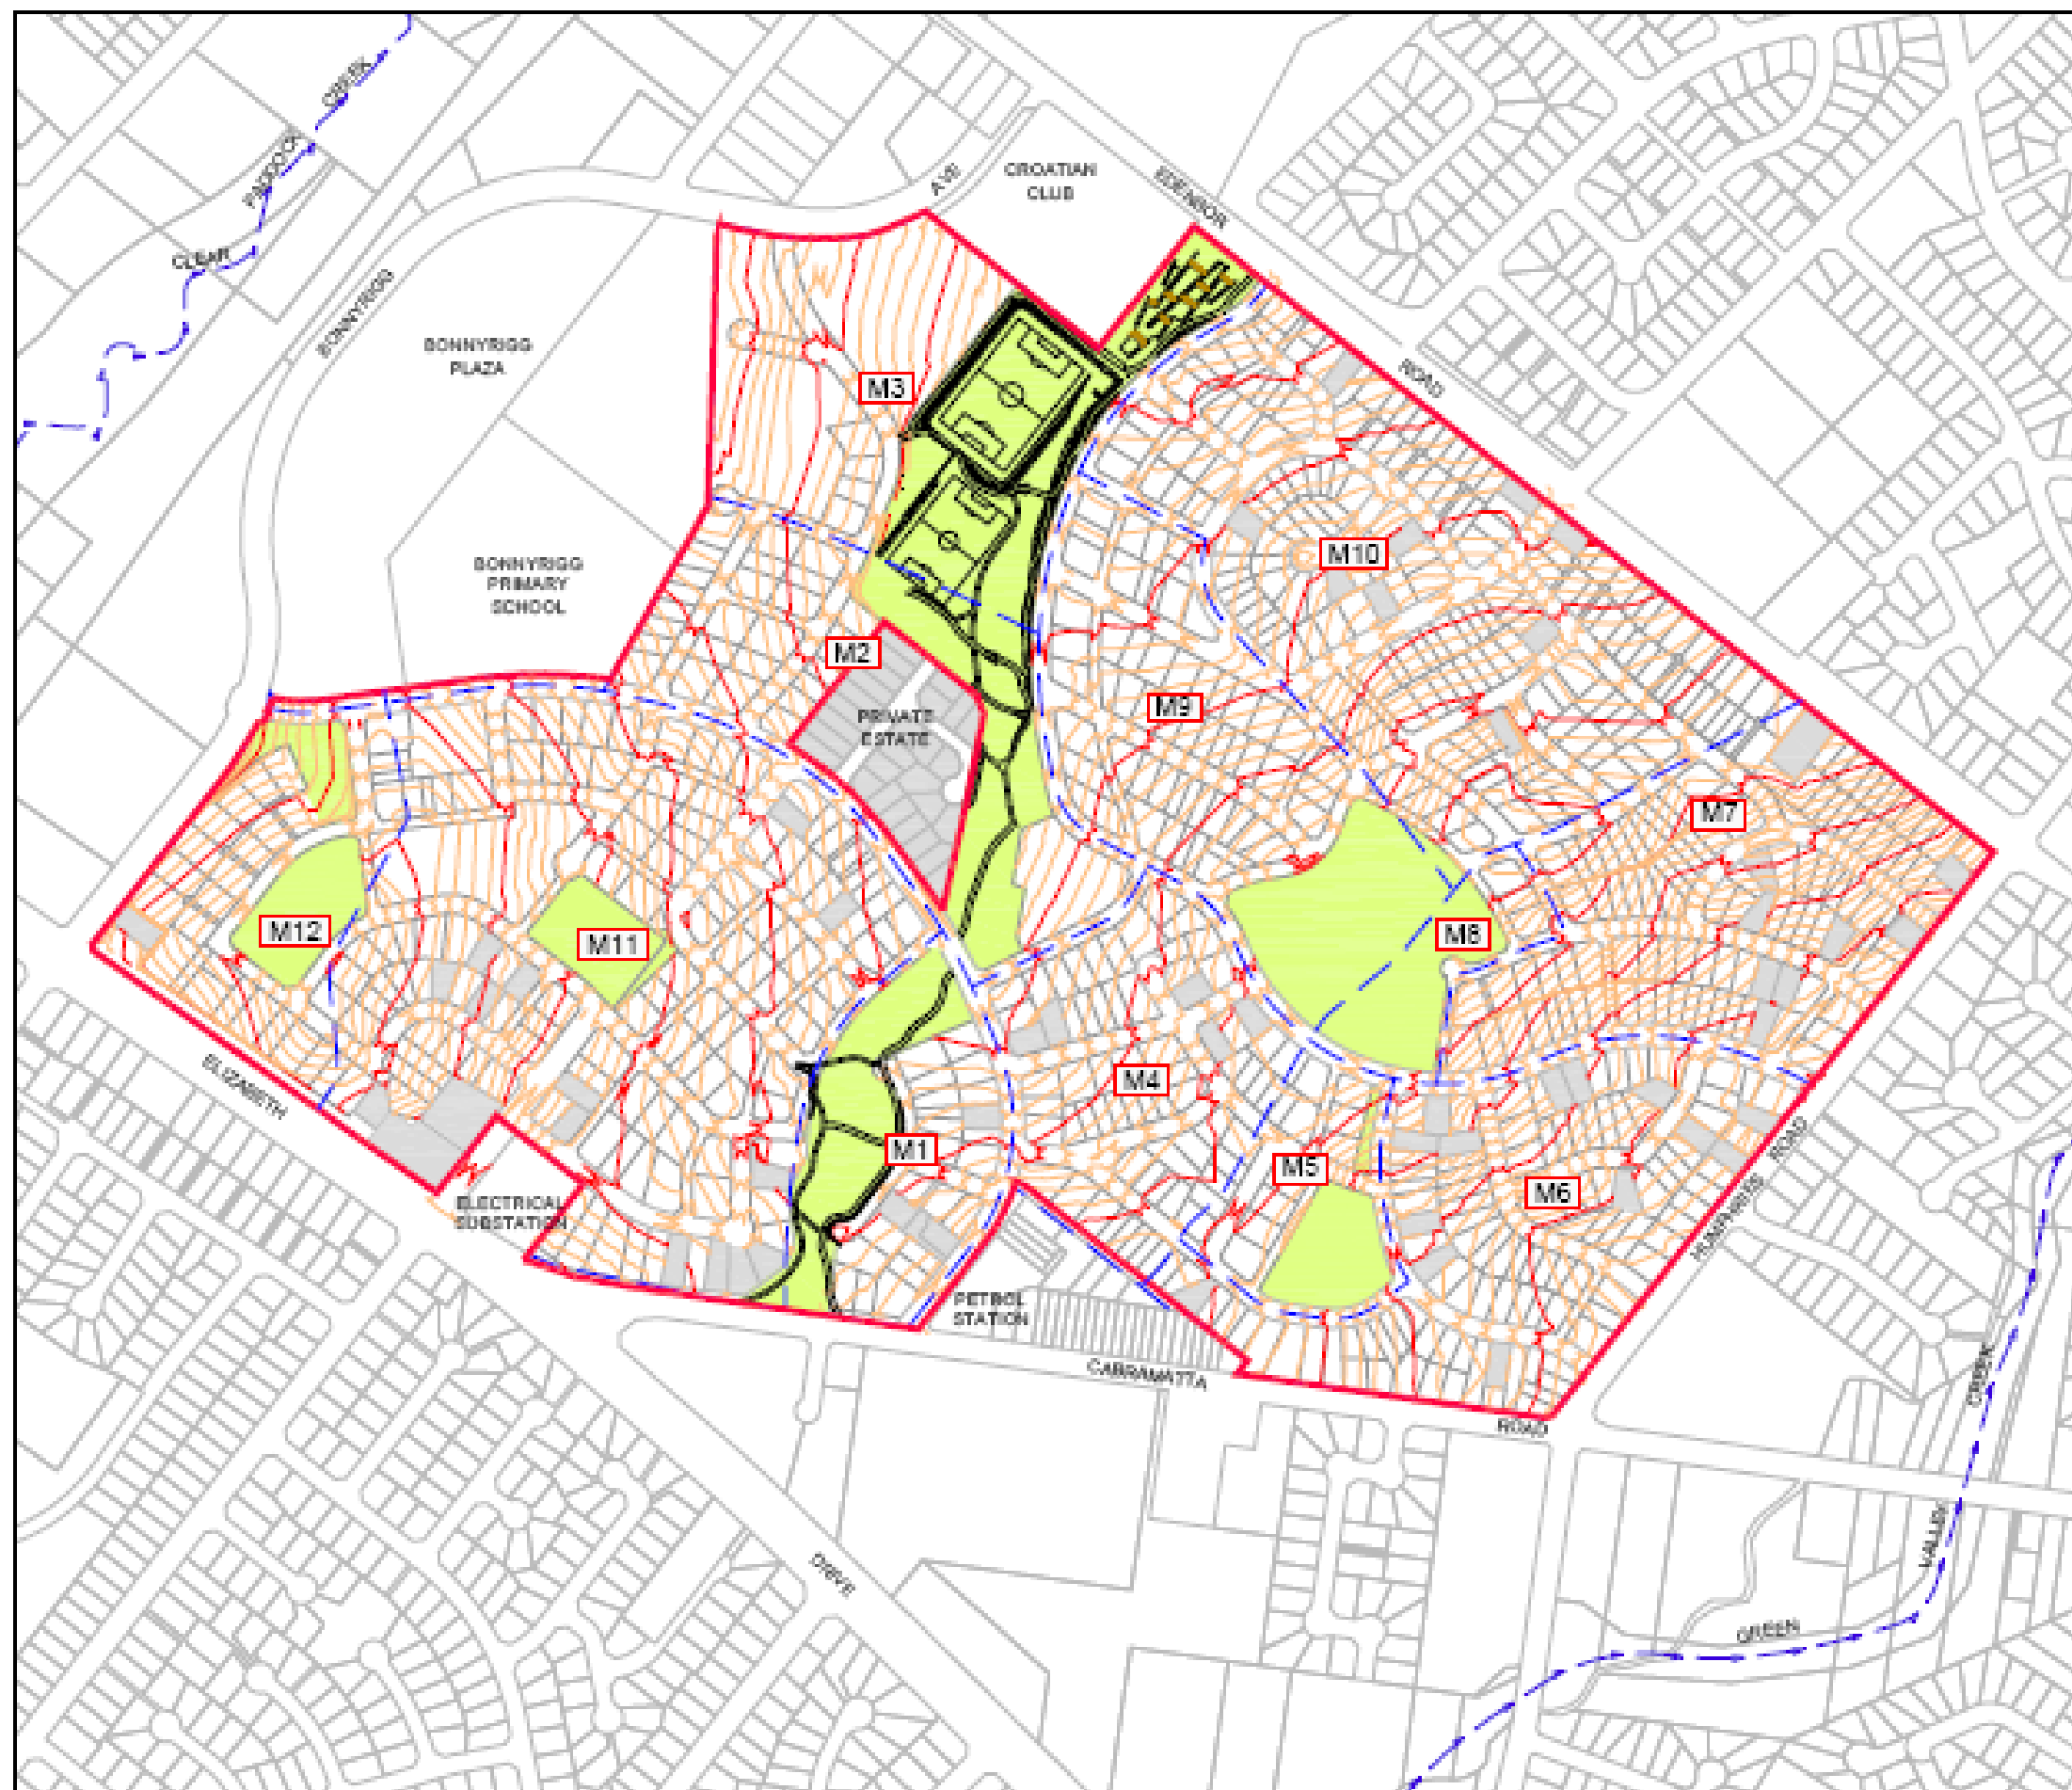 CREEK
PADDOCK
CLEAR
BONNYRIGG
AVE
CROATIAN
CLUB
EDENSOR
ROAD
BONNYRIGG
PLAZA
M3
BONNYRIGG
PRIMARY
SCHOOL
M10
M2
PRIVATE
ESTATE
M9
M7
M12
M11
M8
ELIZABETH
M4
M1
M5
M6
ROAD
HUMPHRIES
ELECTRICAL
SUBSTATION
PETROL
STATION
CABRAMATTA
ROAD
CREEK
VALLEY
GREEN
DRIVE